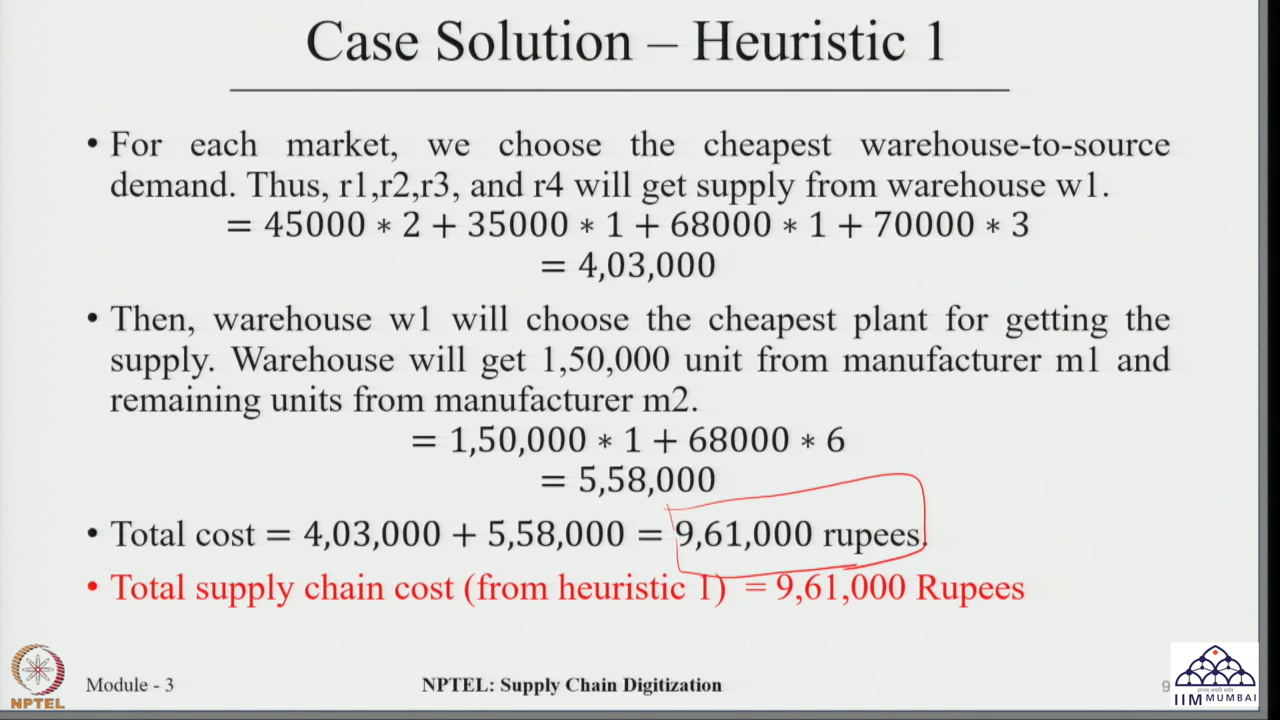 Case Solution – Heuristic 1
• For each market, we choose the cheapest warehouse-to-source
demand. Thus, r1,r2,r3, and r4 will get supply from warehouse w1.
= 45000 ∗ 2 + 35000 ∗ 1 + 68000 ∗ 1 + 70000 ∗ 3
= 4,03,000
• Then, warehouse w1 will choose the cheapest plant for getting the
supply. Warehouse will get 1,50,000 unit from manufacturer m1 and
remaining units from manufacturer m2.
= 1,50,000 ∗ 1 + 68000 ∗ 6
= 5,58,000
• Total cost = 4,03,000 + 5,58,000 = 9,61,000 rupees.
• Total supply chain cost (from heuristic 1) = 9,61,000 Rupees
NPTEL
Module - 3
NPTEL: Supply Chain Digitization
9
IIM MUMBAI